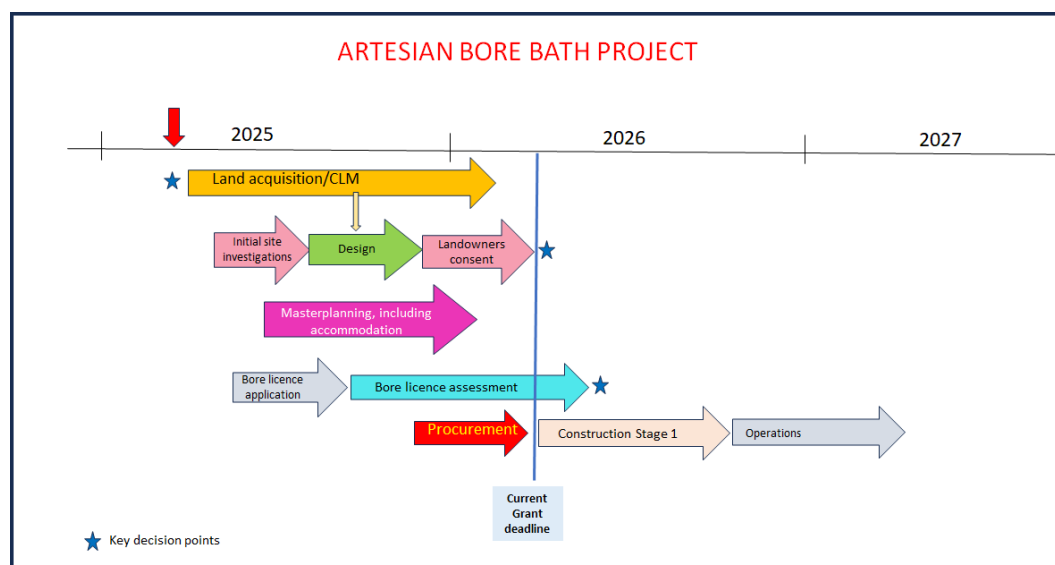 ARTESIAN BORE BATH PROJECT
2025
2026
2027
Land acquisition/CLM
Initial site
investigations
Design
Landowners
consent
Masterplanning, including
accommodation
Bore licence
application
Bore licence assessment
Procurement
Construction Stage 1
Operations
Current
Grant
deadline
Key decision points